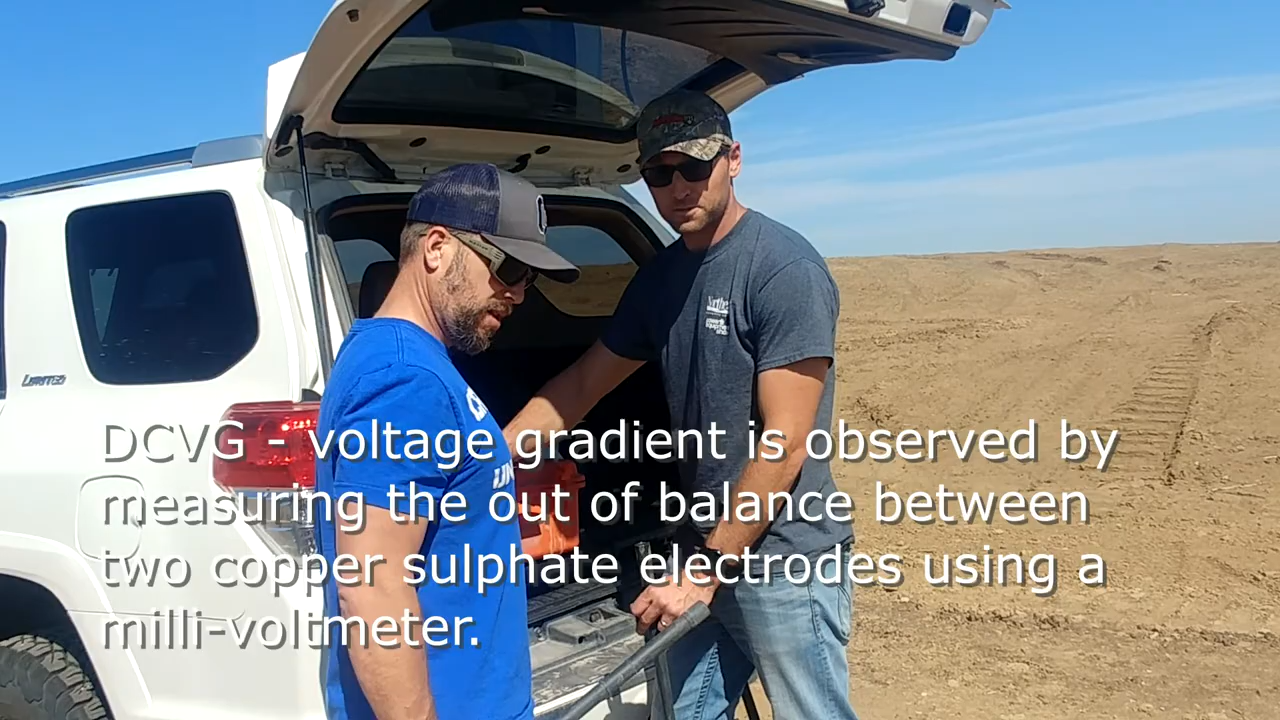 LIMITED
DCVG - voltage gradient is observed by
measuring the out of balance between
two copper sulphate electrodes using a
milli-voltmeter.